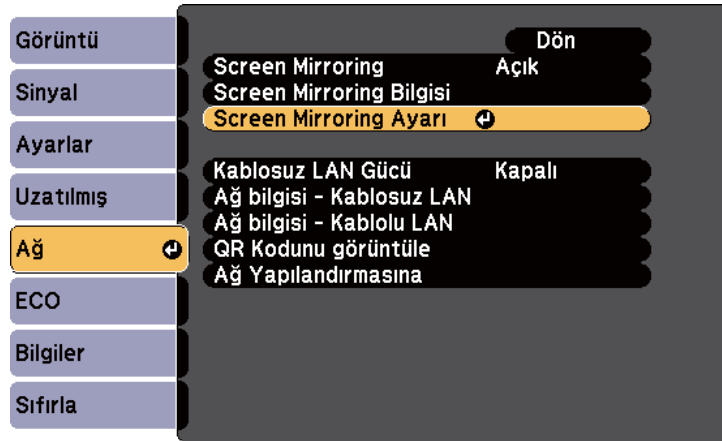 Görüntü
Sinyal
Ayarlar
Uzatılmış
Ağ
ECO
Bilgiler
Sıfırla
Dön
Screen Mirroring Açık
Screen Mirroring Bilgisi
Screen Mirroring Ayarı
Kablosuz LAN Gücü Kapalı
Ağ bilgisi - Kablosuz LAN
Ağ bilgisi - Kablolu LAN
QR Kodunu görüntüle
Ağ Yapılandırmasına